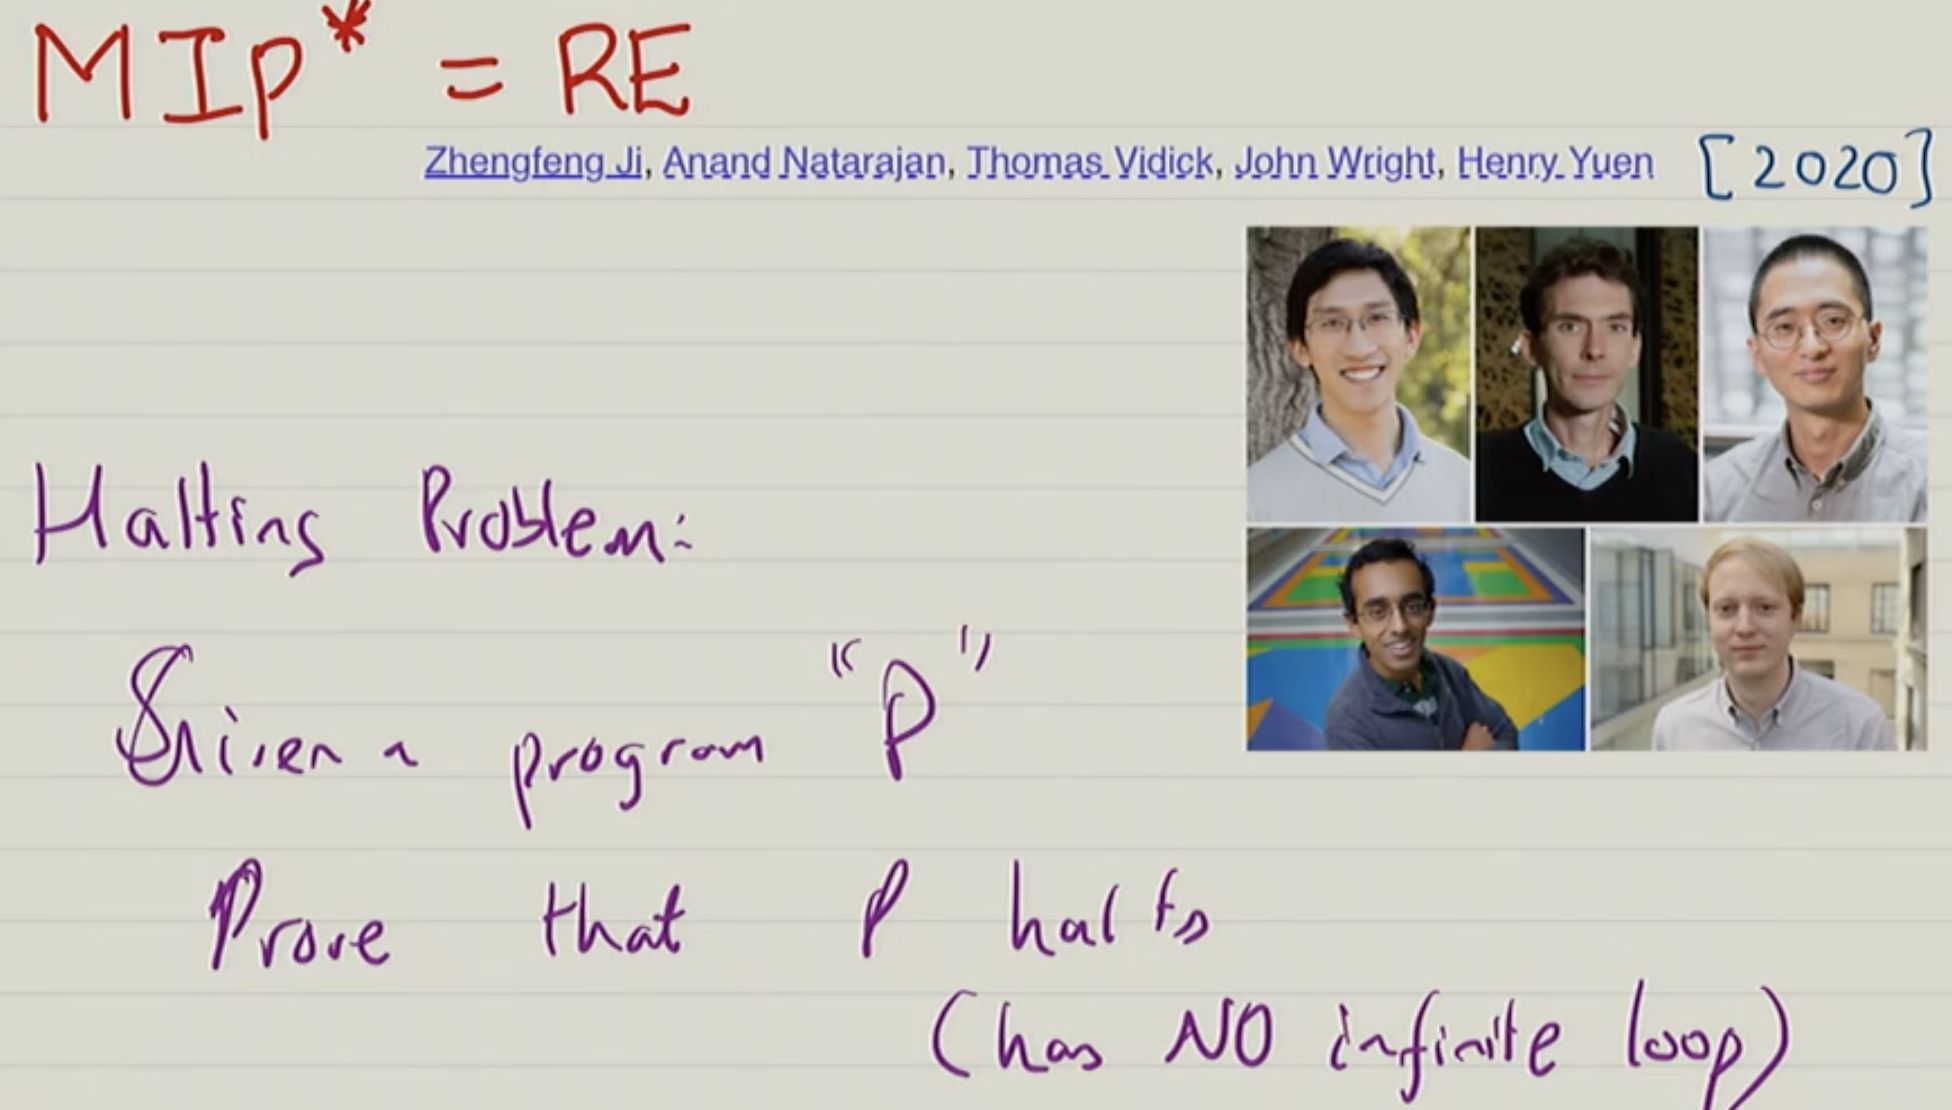 MIP* = RE
Zhengfeng Ji, Anand Natarajan, Thomas Vidick, John Wright, Henry Yuen [2020]
Halting Problem:
Given a program "P"
Prove that P halts
(has NO infinite loop)